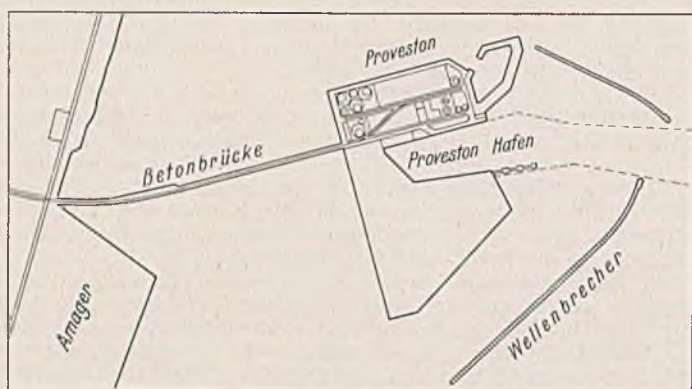 Proveston
Betonbrücke
Proveston Hafen
Amager
Wellenbrecher